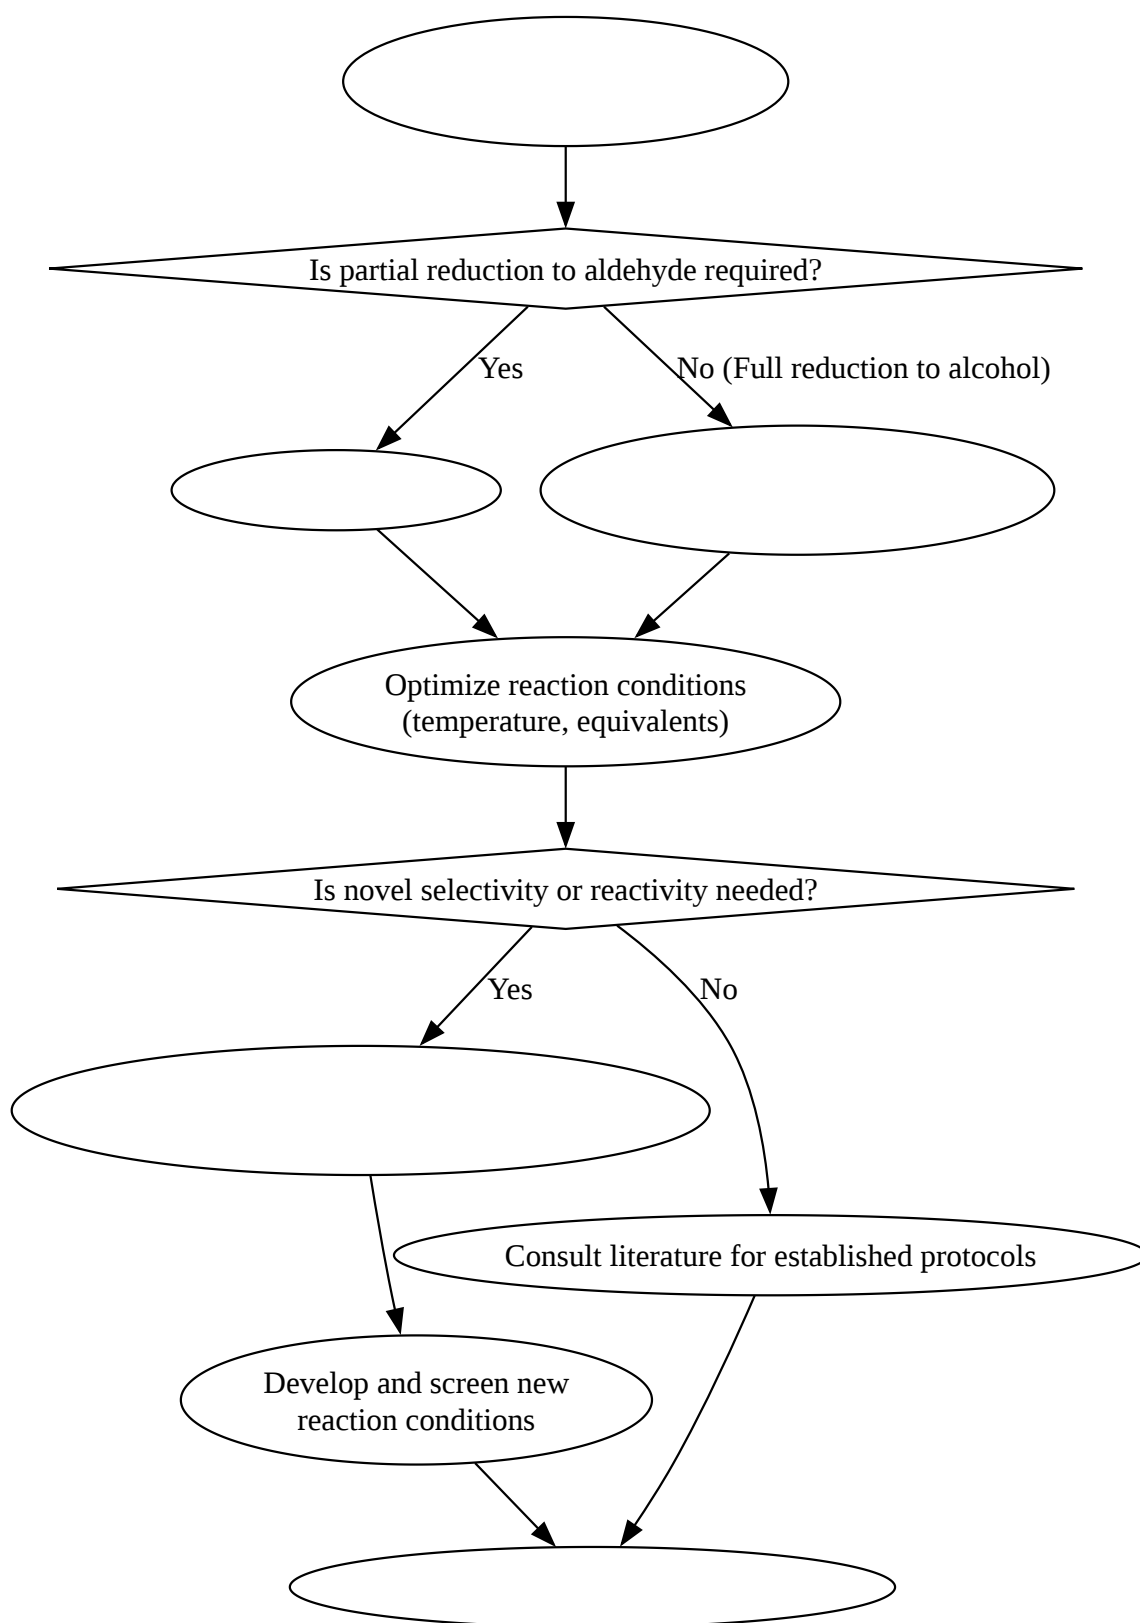 Is partial reduction to aldehyde required?
Yes
No (Full reduction to alcohol)
Optimize reaction conditions
(temperature, equivalents)
Is novel selectivity or reactivity needed?
Yes
No
Consult literature for established protocols
Develop and screen new
reaction conditions